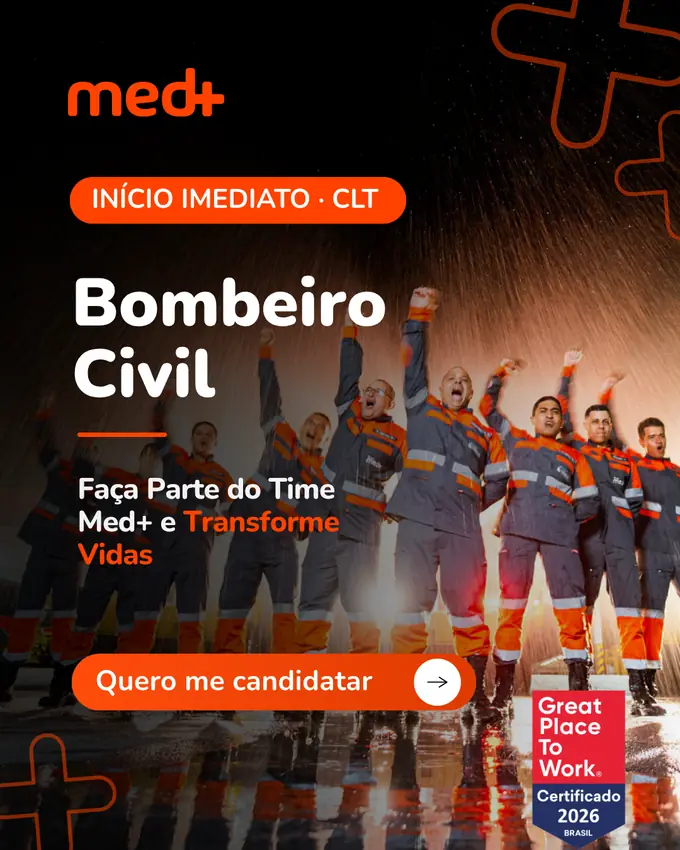 med+
INÍCIO IMEDIATO · CLT
Bombeiro
Civil
Faça Parte do Time
Med+ e Transforme
Vidas
Quero me candidatar
Great
Place
To
Work®
Certificado
2026
BRASIL